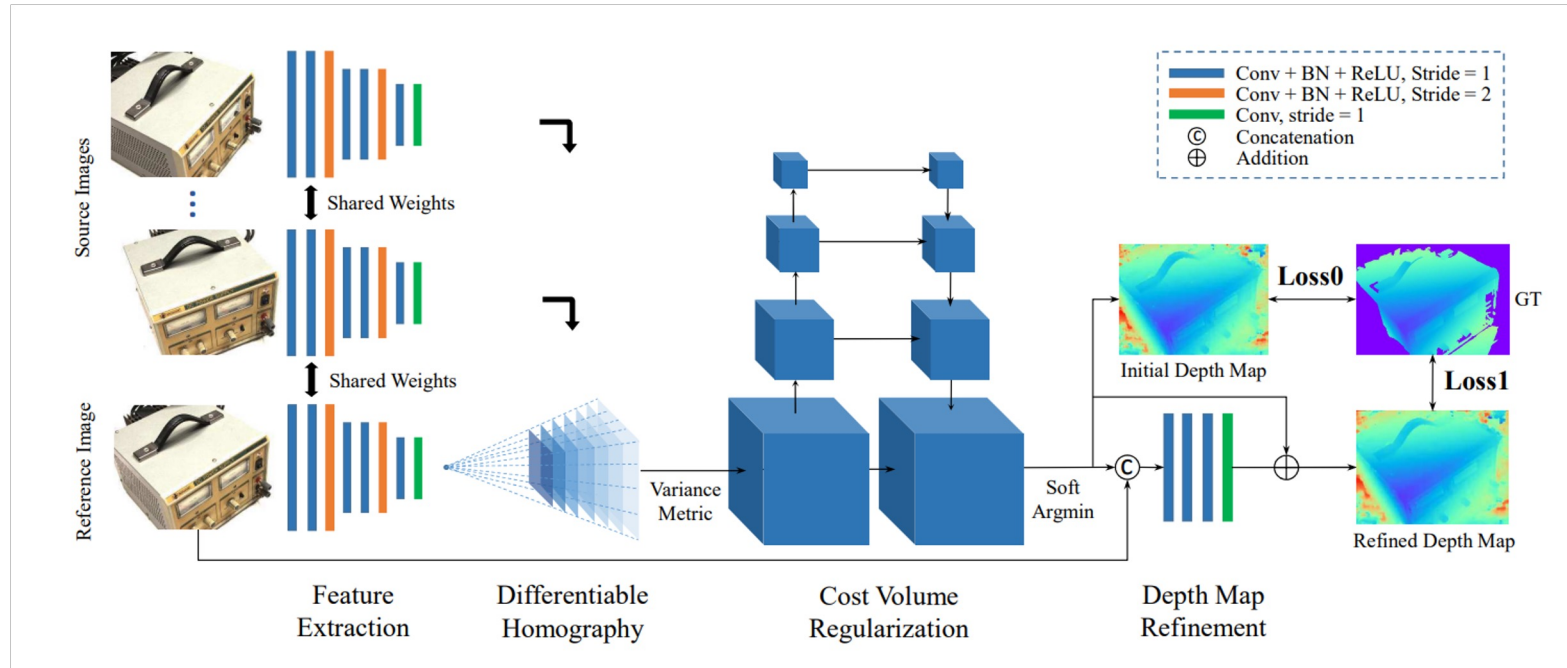 Source Images
Reference Image
Shared Weights
Shared Weights
Conv + BN + ReLU, Stride = 1
Conv + BN + ReLU, Stride = 2
Conv, stride = 1
C Concatenation
Addition
Loss0
GT
Initial Depth Map
Loss1
Variance
Metric
Soft
Argmin
C
Refined Depth Map
Feature
Extraction
Differentiable
Homography
Cost Volume
Regularization
Depth Map
Refinement